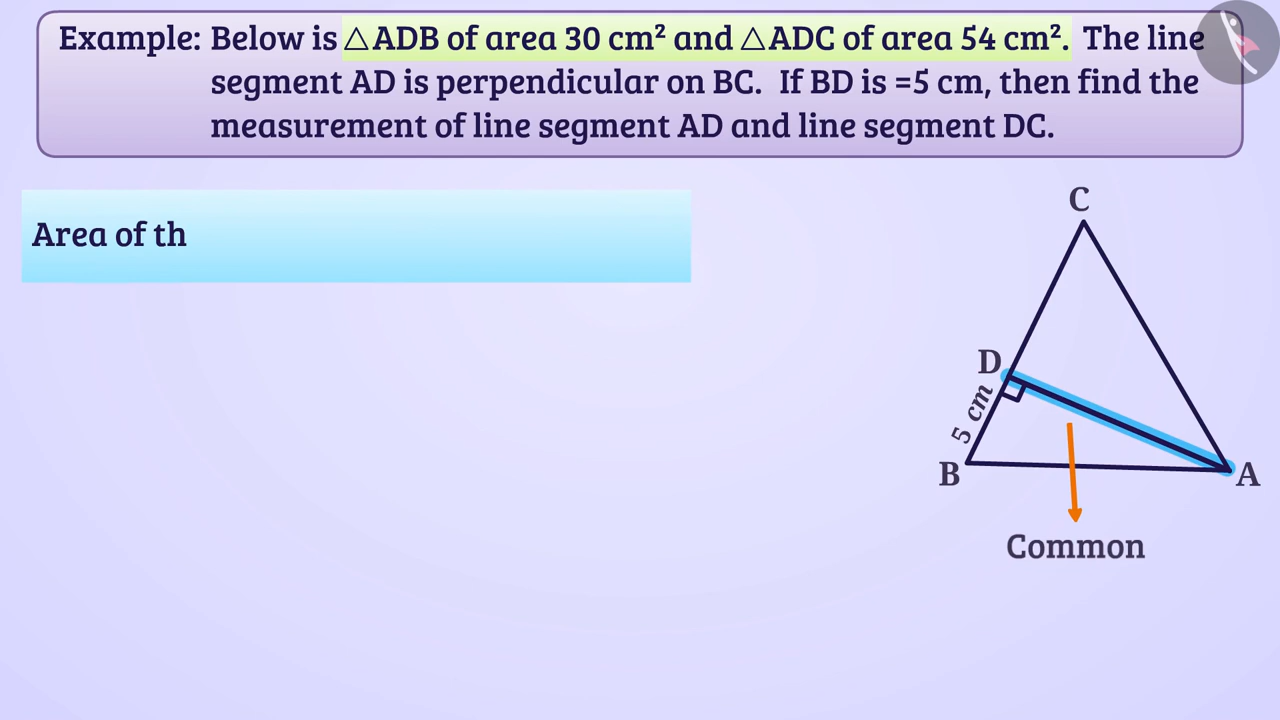 Example: Below is △ADB of area 30 cm² and △ADC of area 54 cm². The line
segment AD is perpendicular on BC. If BD is =5 cm, then find the
measurement of line segment AD and line segment DC.
Area of th
C
D
5 cm
B
A
Common